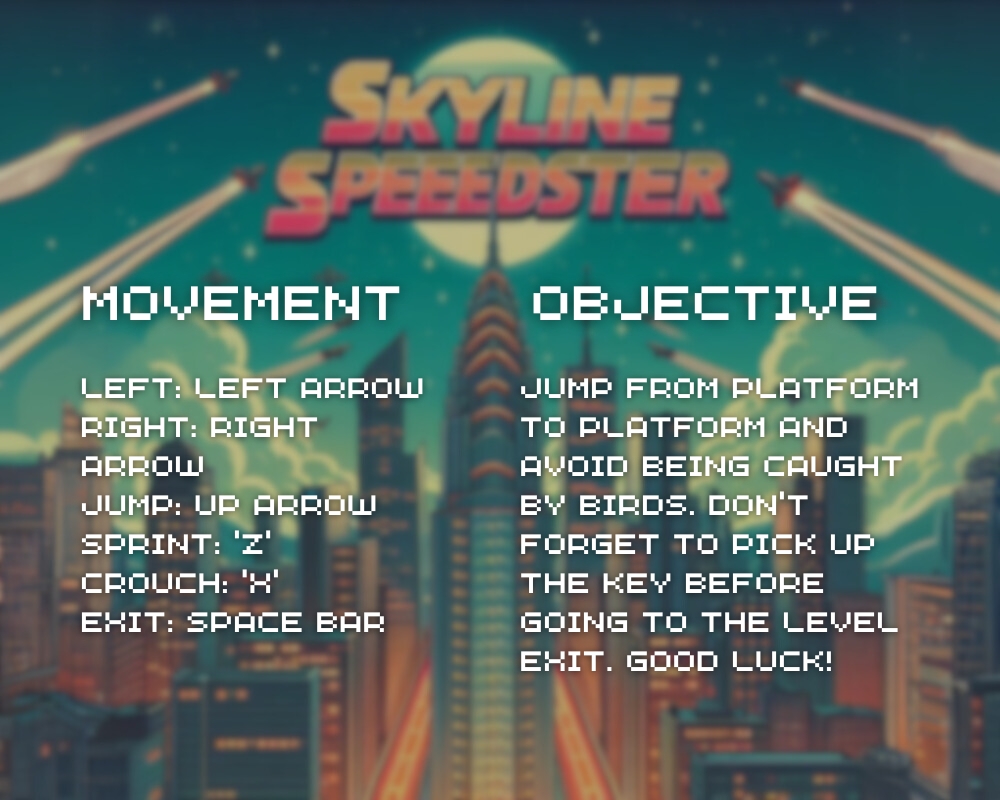 SKYLINE
SPEEEDSTER
MOVEMENT
LEFT: LEFT ARROW
RIGHT: RIGHT
ARROW
JUMP: UP ARROW
SPRINT: 'Z'
CROUCH: 'X'
EXIT: SPACE BAR
OBJECTIVE
JUMP FROM PLATFORM
TO PLATFORM AND
AVOID BEING CAUGHT
BY BIRDS. DON'T
FORGET TO PICK UP
THE KEY BEFORE
GOING TO THE LEVEL
EXIT. GOOD LUCK!